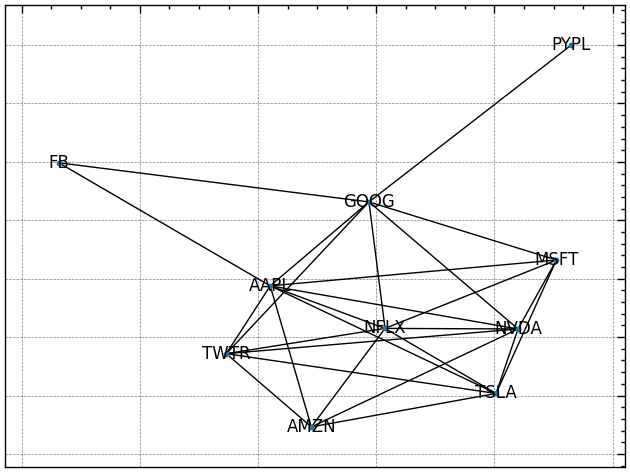 PYPL
FB
GOOG
MSFT
AAPL
NFLX
NVDA
TWTR
TSLA
AMZN